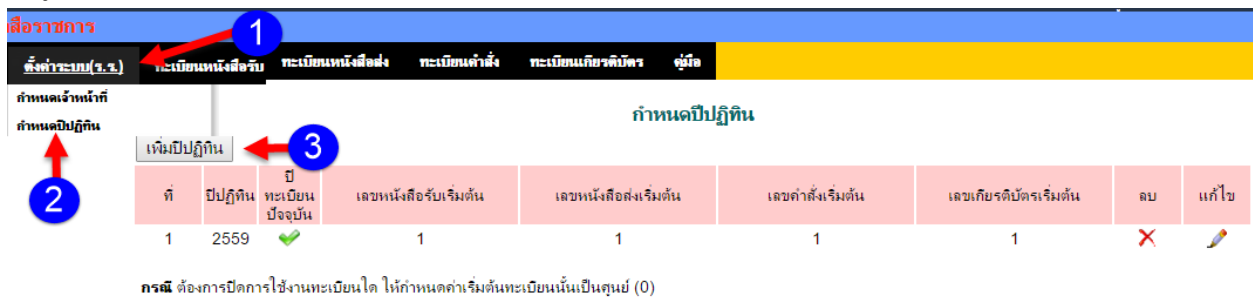 สือราชการ
1
ตั้งค่าระบบ(ร.ร.) ทะเบียนหนังสือรับ ทะเบียนหนังสือส่ง ทะเบียนคำสั่ง ทะเบียนเกียรติบัตร คู่มือ
กำหนดเจ้าหน้าที่
กำหนดปีปฏิทิน
กำหนดปีปฏิทิน
เพิ่มปีปฏิทิน
3
2
ที่ ปีปฏิทิน ปีทะเบียนปัจจุบัน เลขหนังสือรับเริ่มต้น เลขหนังสือส่งเริ่มต้น เลขคำสั่งเริ่มต้น เลขเกียรติบัตรเริ่มต้น ลบ แก้ไข
1 2559 1 1 1 1
กรณี ต้องการปิดการใช้งานทะเบียนใด ให้กำหนดค่าเริ่มต้นทะเบียนนั้นเป็นศูนย์ (0)